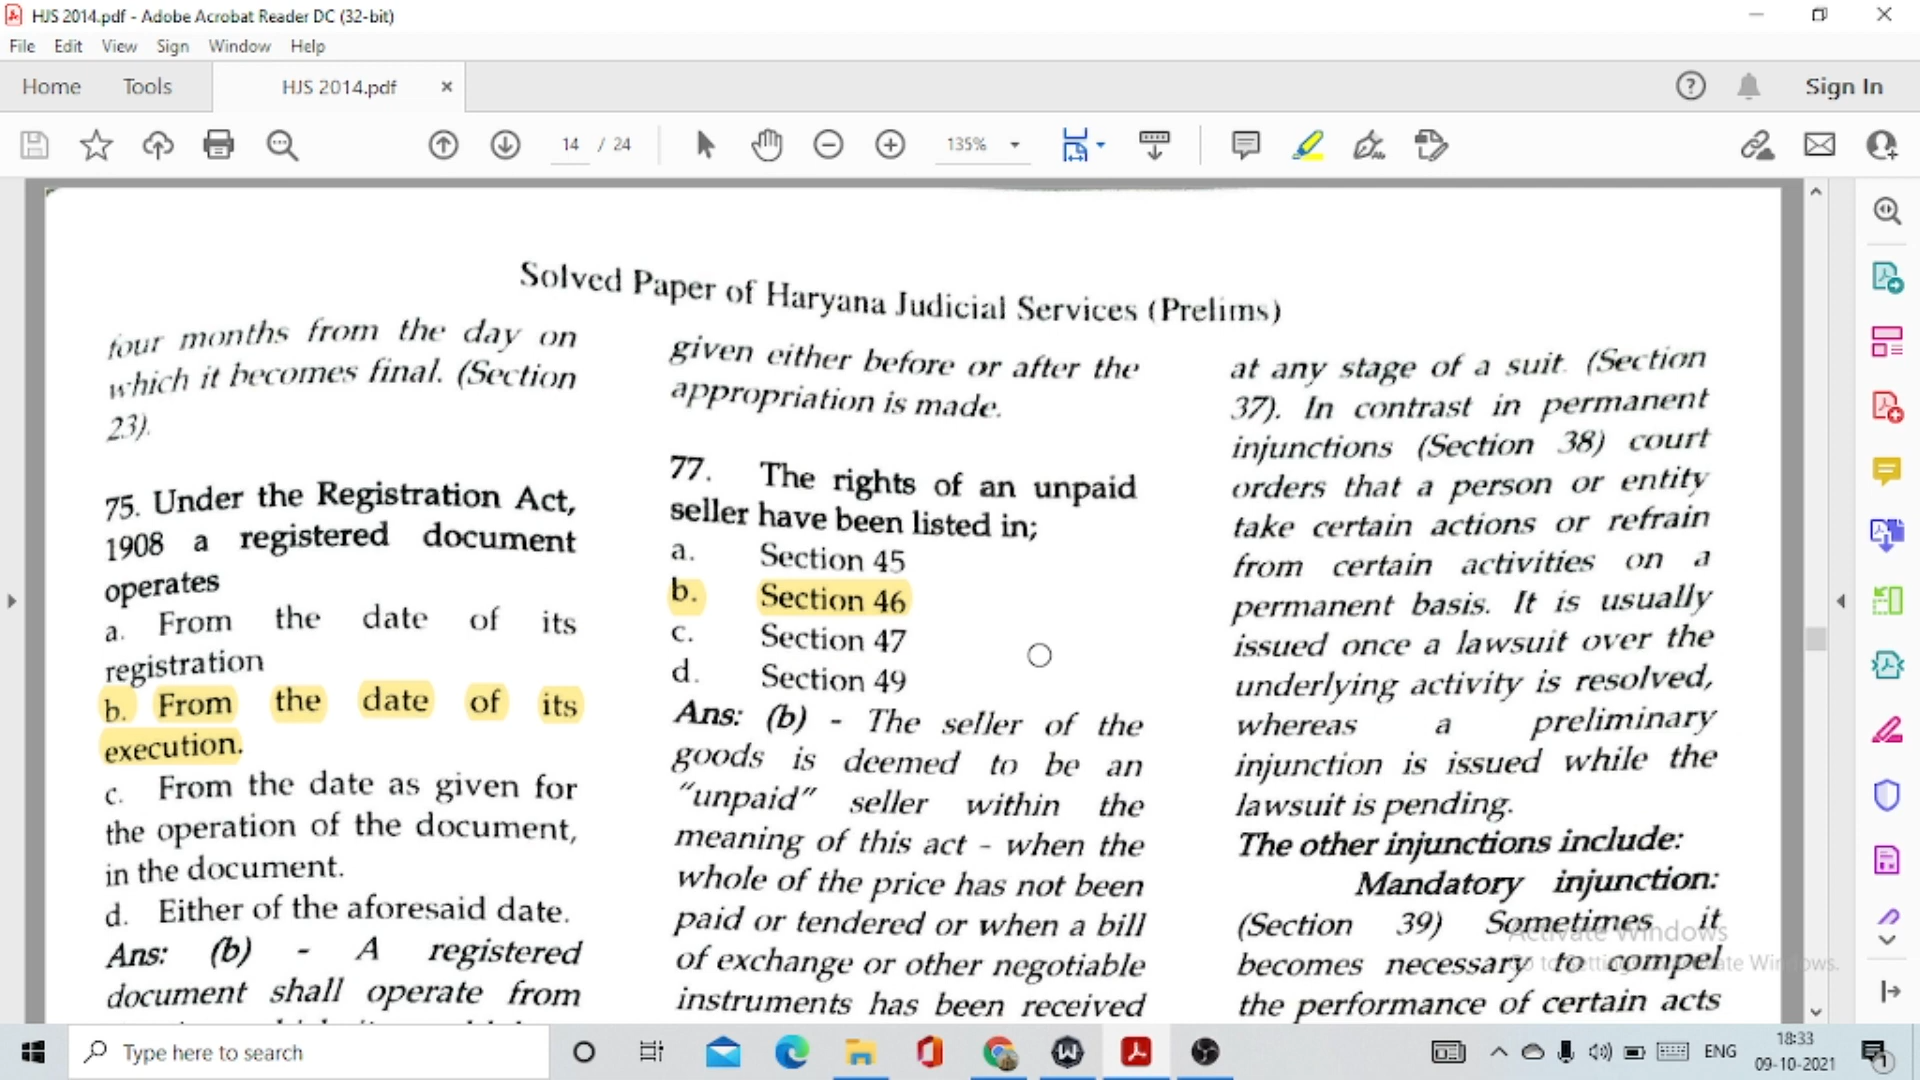 HJS 2014.pdf - Adobe Acrobat Reader DC (32-bit)
File Edit View Sign Window Help
Home Tools HJS 2014.pdf × Sign In
14 / 24 135%
Solved Paper of Haryana Judicial Services (Prelims)
four months from the day on
which it becomes final. (Section
23).
75. Under the Registration Act,
1908 a registered document
operates
a. From the date of its
registration
b. From the date of its
execution.
c. From the date as given for
the operation of the document,
in the document.
d. Either of the aforesaid date.
Ans: (b) - A registered
document shall operate from
given either before or after the
appropriation is made.
77. The rights of an unpaid
seller have been listed in;
a. Section 45
b. Section 46
c. Section 47
d. Section 49
Ans: (b) - The seller of the
goods is deemed to be an
"unpaid" seller within the
meaning of this act - when the
whole of the price has not been
paid or tendered or when a bill
of exchange or other negotiable
instruments has been received
at any stage of a suit. (Section
37). In contrast in permanent
injunctions (Section 38) court
orders that a person or entity
take certain actions or refrain
from certain activities on a
permanent basis. It is usually
issued once a lawsuit over the
underlying activity is resolved,
whereas a preliminary
injunction is issued while the
lawsuit is pending.
The other injunctions include:
Mandatory injunction:
(Section 39) Sometimes it
becomes necessary to compel
the performance of certain acts
Activate Windows
Go to Settings to activate Windows.
Type here to search
ENG
18:33
09-10-2021
1